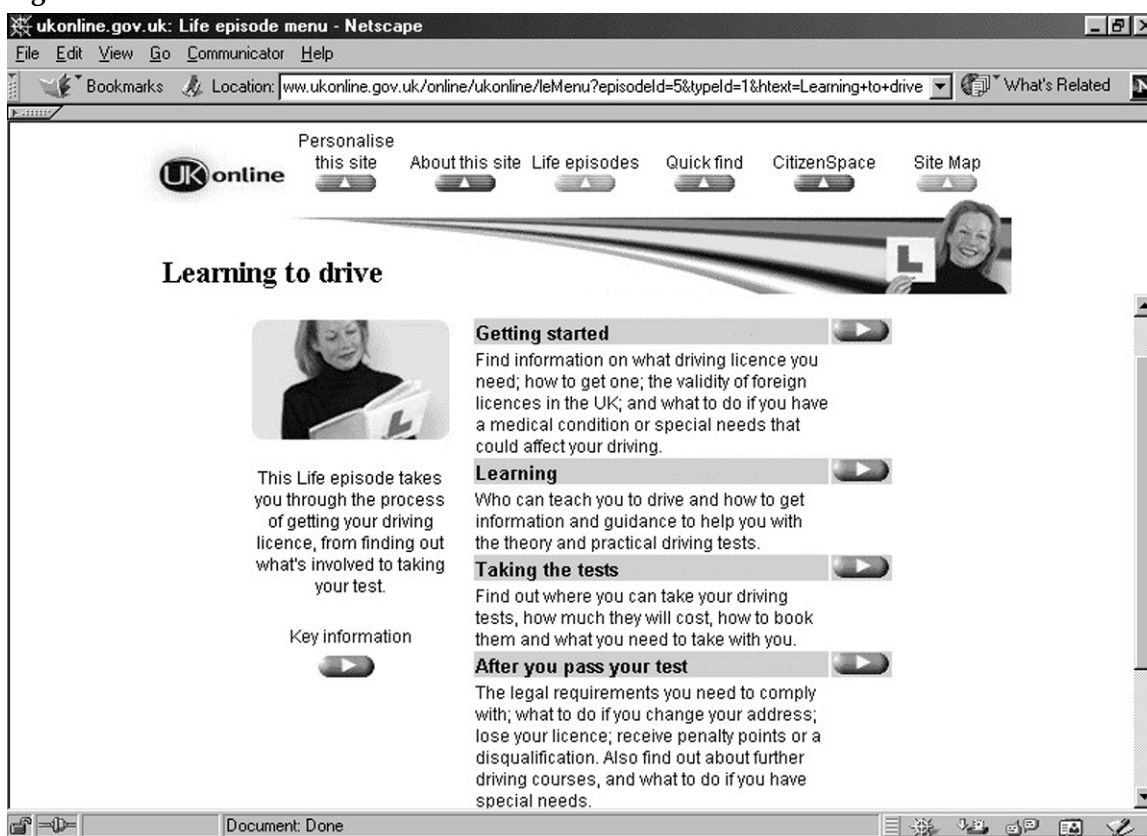 ukonline.gov.uk: Life episode menu - Netscape
File Edit View Go Communicator Help
Bookmarks Location: ww.ukonline.gov.uk/online/ukonline/leMenu?episodeId=5&typeId=1&htext=Learning+to+drive What's Related N
UK online
Personalise
this site
About this site
Life episodes
Quick find
CitizenSpace
Site Map
L
Learning to drive
L
This Life episode takes
you through the process
of getting your driving
licence, from finding out
what's involved to taking
your test.
Key information
Getting started
Find information on what driving licence you
need; how to get one; the validity of foreign
licences in the UK; and what to do if you have
a medical condition or special needs that
could affect your driving.
Learning
Who can teach you to drive and how to get
information and guidance to help you with
the theory and practical driving tests.
Taking the tests
Find out where you can take your driving
tests, how much they will cost, how to book
them and what you need to take with you.
After you pass your test
The legal requirements you need to comply
with; what to do if you change your address;
lose your licence; receive penalty points or a
disqualification. Also find out about further
driving courses, and what to do if you have
special needs.
Document: Done